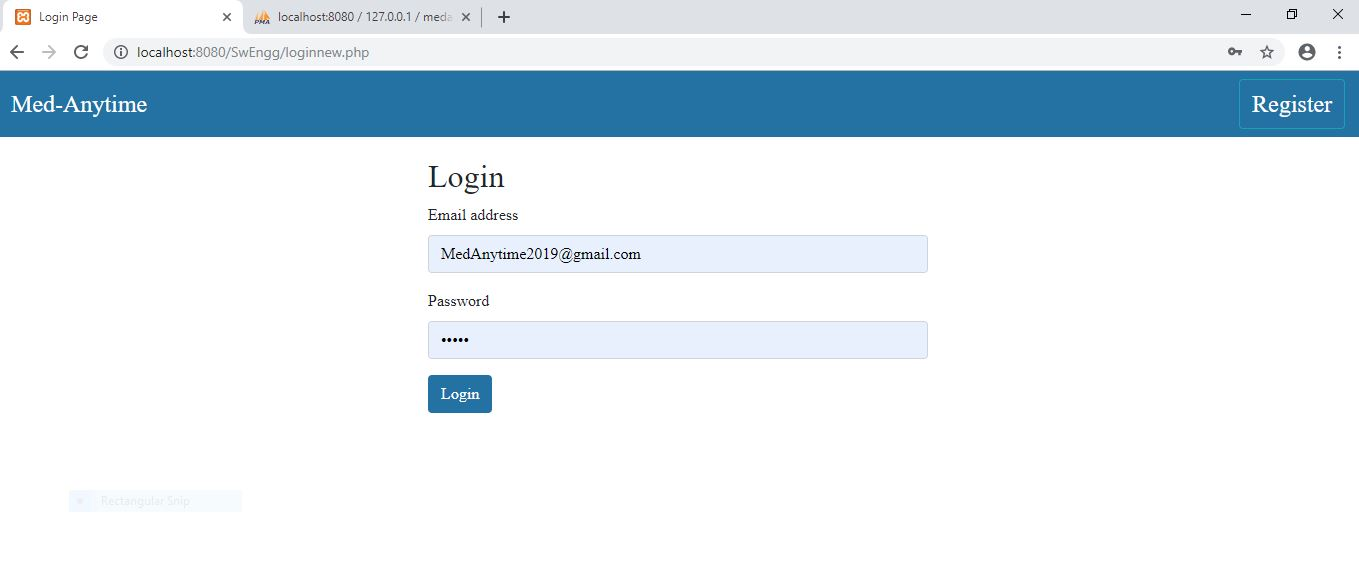 Login Page
localhost:8080 / 127.0.0.1 / meda
localhost:8080/SwEngg/loginnew.php
Med-Anytime
Register
Login
Email address
MedAnytime2019@gmail.com
Password
•••••
Login
Rectangular Snip